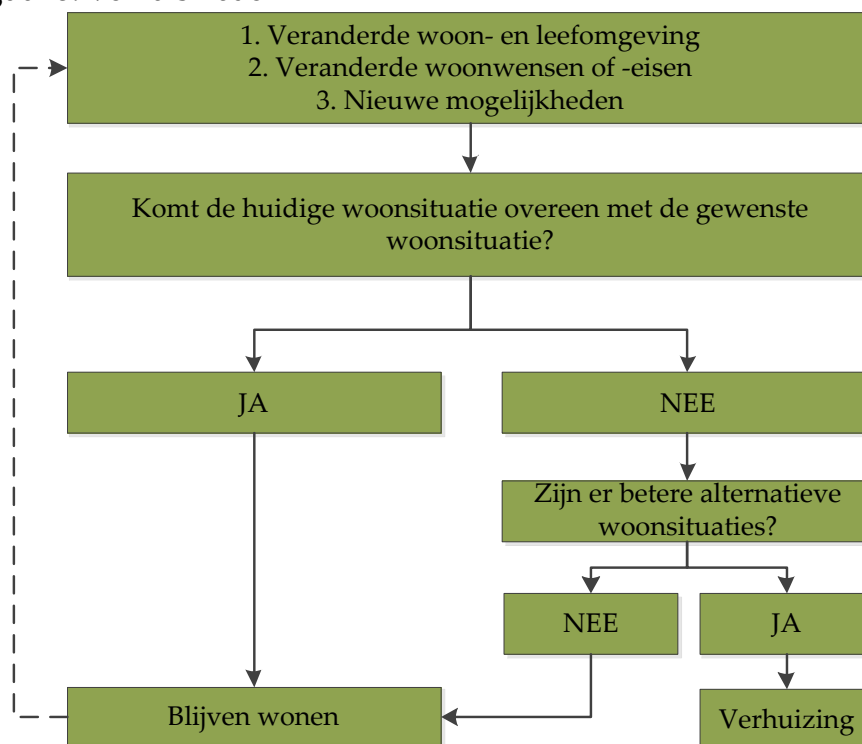 1. Veranderde woon- en leefomgeving
2. Veranderde woonwensen of -eisen
3. Nieuwe mogelijkheden
Komt de huidige woonsituatie overeen met de gewenste
woonsituatie?
JA
NEE
Zijn er betere alternatieve
woonsituaties?
NEE
JA
Blijven wonen
Verhuizing